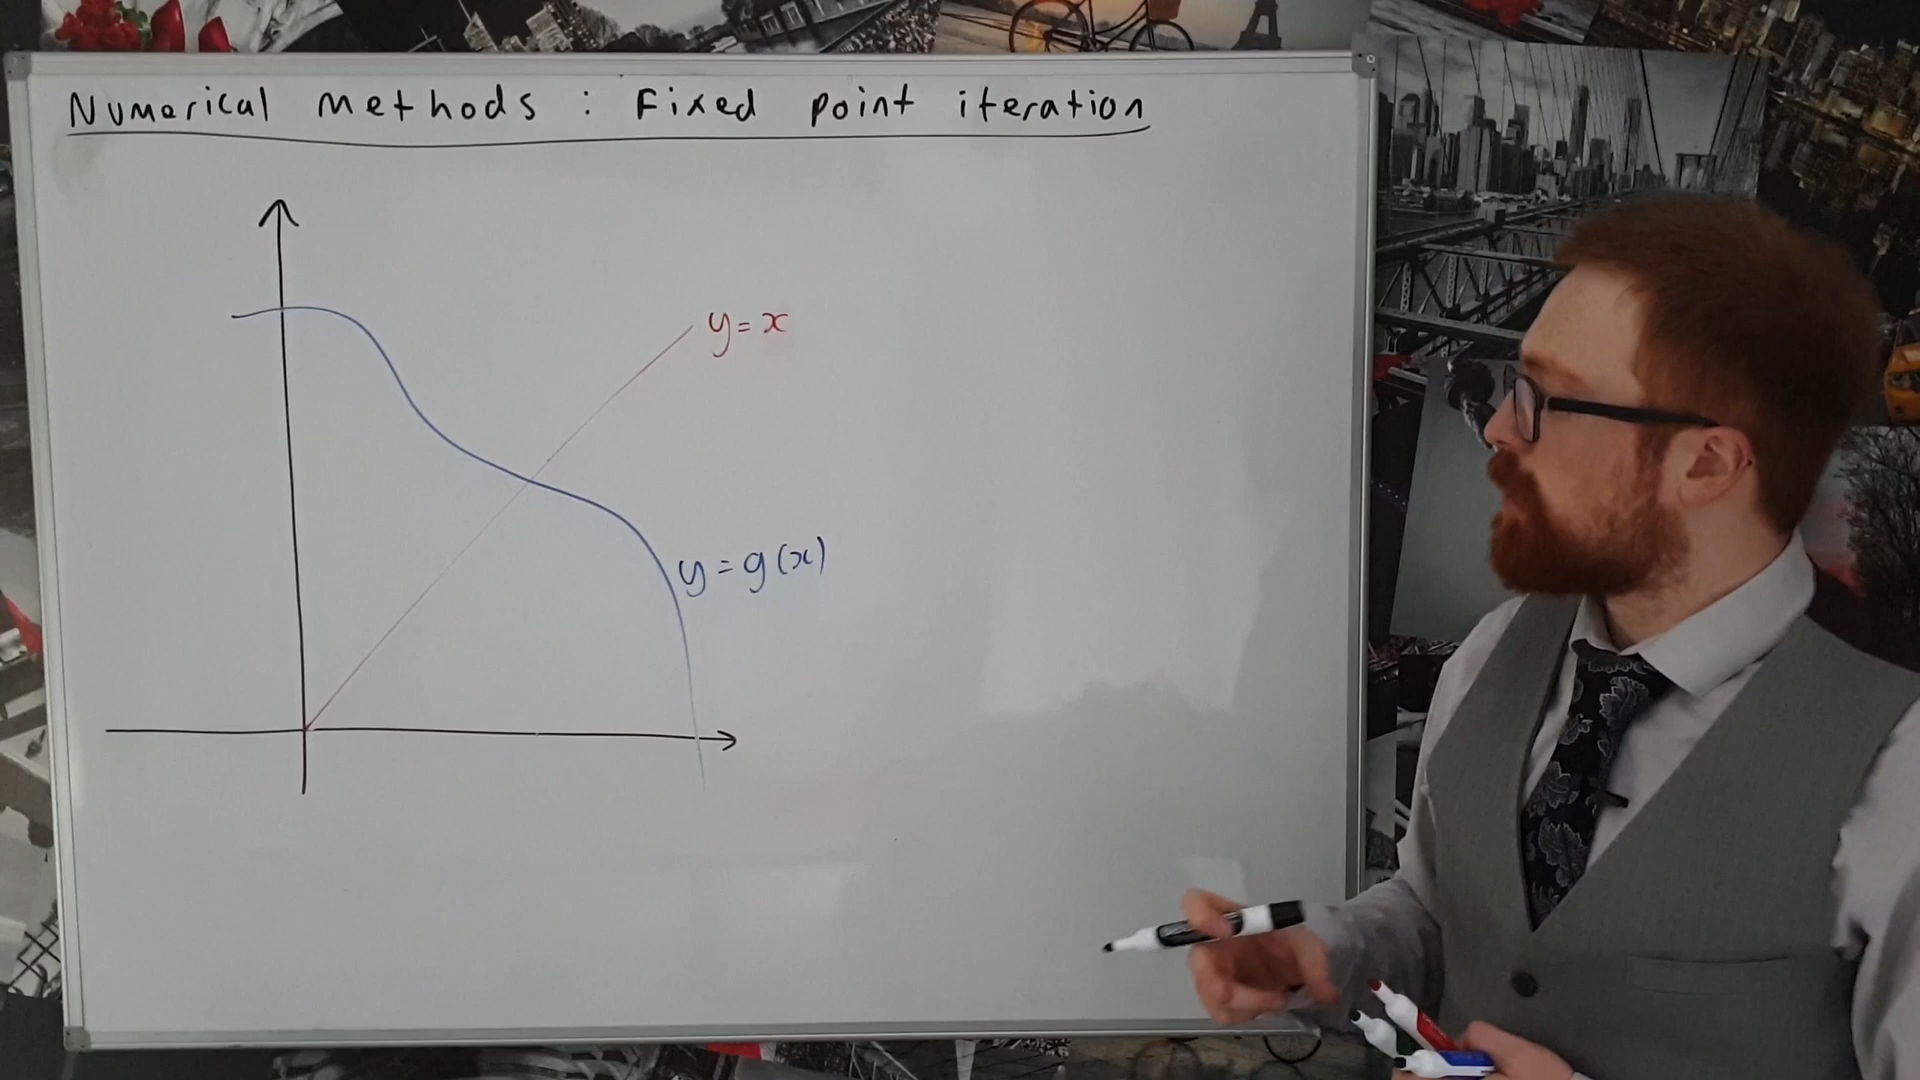 Numerical methods : Fixed point iteration
y = x
y = g(x)